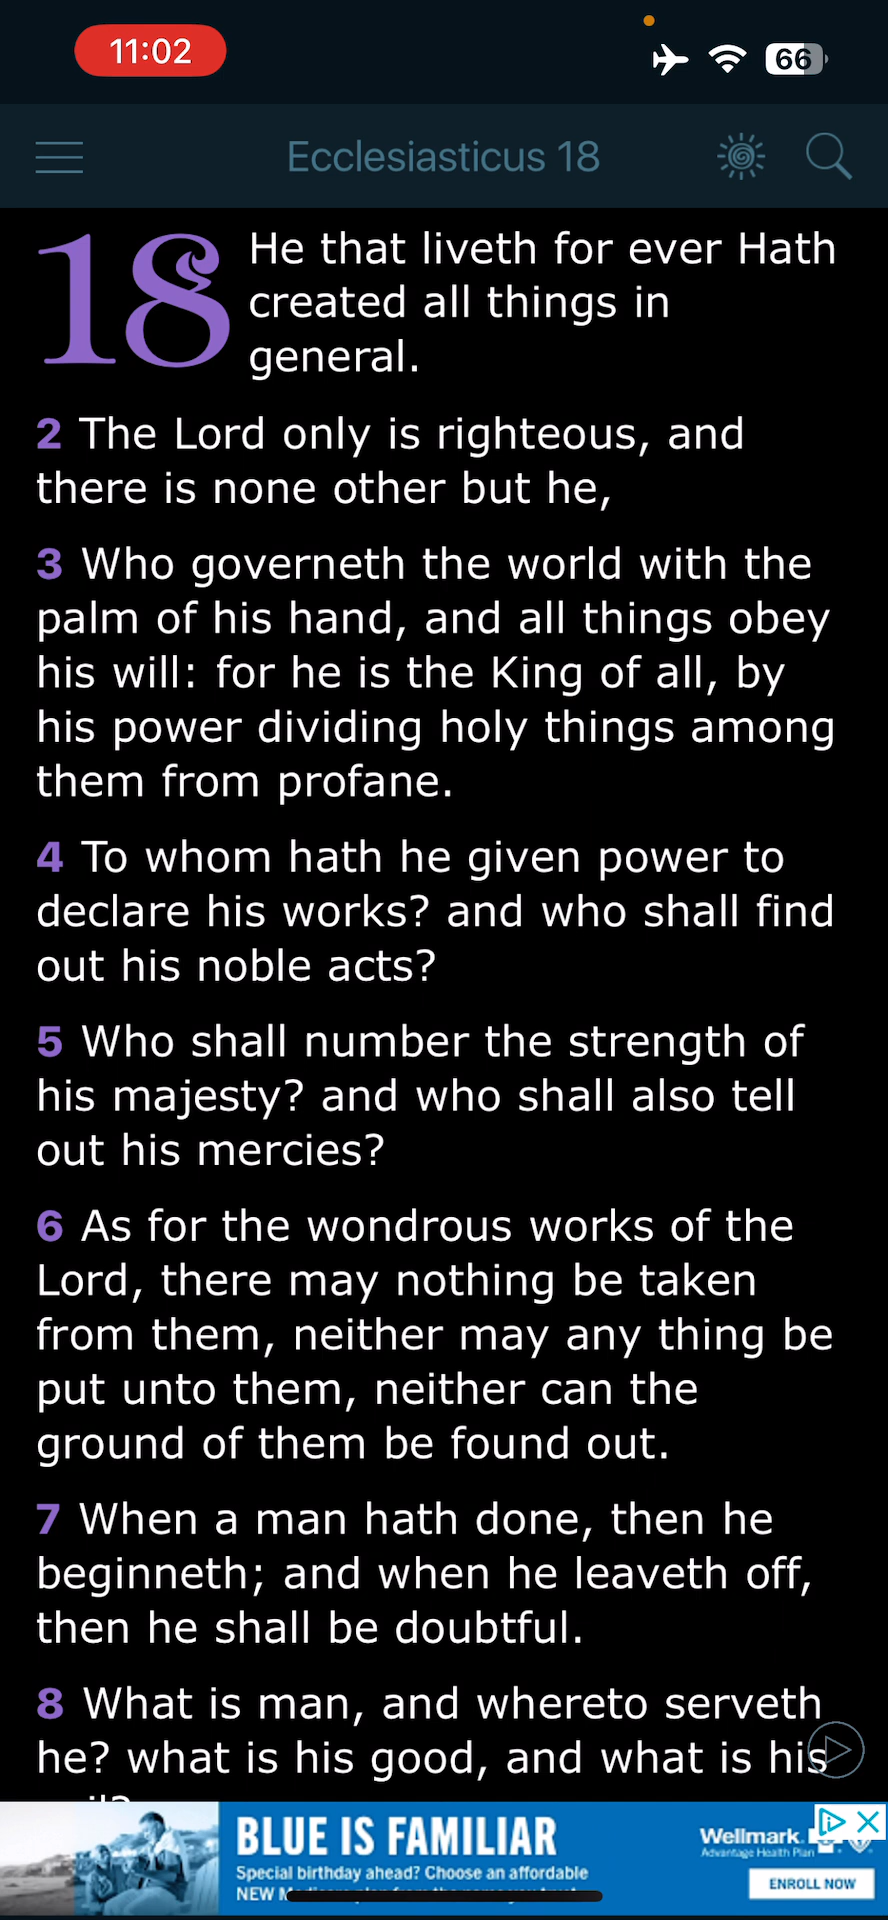 11:02
66
Ecclesiasticus 18
18 He that liveth for ever Hath
created all things in
general.
2 The Lord only is righteous, and
there is none other but he,
3 Who governeth the world with the
palm of his hand, and all things obey
his will: for he is the King of all, by
his power dividing holy things among
them from profane.
4 To whom hath he given power to
declare his works? and who shall find
out his noble acts?
5 Who shall number the strength of
his majesty? and who shall also tell
out his mercies?
6 As for the wondrous works of the
Lord, there may nothing be taken
from them, neither may any thing be
put unto them, neither can the
ground of them be found out.
7 When a man hath done, then he
beginneth; and when he leaveth off,
then he shall be doubtful.
8 What is man, and whereto serveth
he? what is his good, and what is his
BLUE IS FAMILIAR
Special birthday ahead? Choose an affordable
NEW
Wellmark
Advantage Health Plan
ENROLL NOW